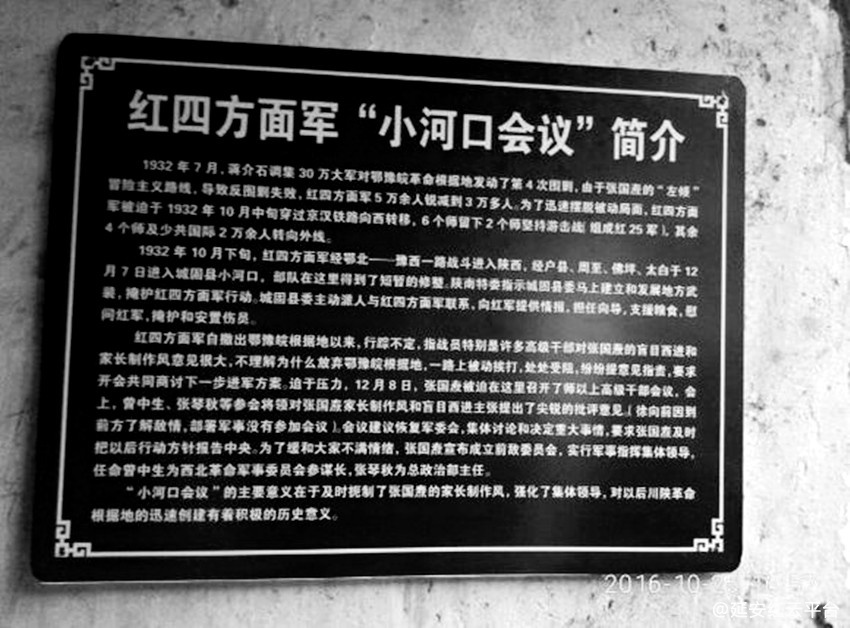 红四方面军“小河口会议”简介
1932年7月，蒋介石调集30万大军对鄂豫皖革命根据地发动了第4次围剿，由于张国焘的“左倾”
冒险主义路线，导致反围剿失败，红四方面军5万余人锐减到3万多人。为了迅速摆脱被动局面，红四方面
军被迫于1932年10月中旬穿过京汉铁路向西转移，6个师留下2个师坚持游击战（组成红25军），其余
4个师及少共国际2万余人转向外线。
1932年10月下旬，红四方面军经鄂北——豫西一路战斗进入陕西，经户县、周至、佛坪、太白于12
月7日进入城固县小河口，部队在这里得到了短暂的修整。陕南特委指示城固县委马上建立和发展地方武
装，掩护红四方面军行动。城固县委主动派人与红四方面军联系，向红军提供情报，担任向导，支援粮食，慰
问红军，掩护和安置伤员。
红四方面军自撤出鄂豫皖根据地以来，行踪不定，指战员特别是许多高级干部对张国焘的盲目西进和
家长制作风意见很大，不理解为什么放弃鄂豫皖根据地，一路上被动挨打，处处受阻，纷纷提意见指责，要求
开会共同商讨下一步进军方案。迫于压力，12月8日，张国焘被迫在这里召开了师以上高级干部会议，会
上，曾中生、张琴秋等参会将领对张国焘家长制作风和盲目西进主张提出了尖锐的批评意见（徐向前因到
前方了解敌情，部署军事没有参加会议）。会议建议恢复军委会，集体讨论和决定重大事情，要求张国焘及时
把以后行动方针报告中央。为了缓和大家不满情绪，张国焘宣布成立前敌委员会，实行军事指挥集体领导，
任命曾中生为西北革命军事委员会参谋长，张琴秋为总政治部主任。
“小河口会议”的主要意义在于及时扼制了张国焘的家长制作风，强化了集体领导，对以后川陕革命
根据地的迅速创建有着积极的历史意义。
2016-10-2
@延安 平台